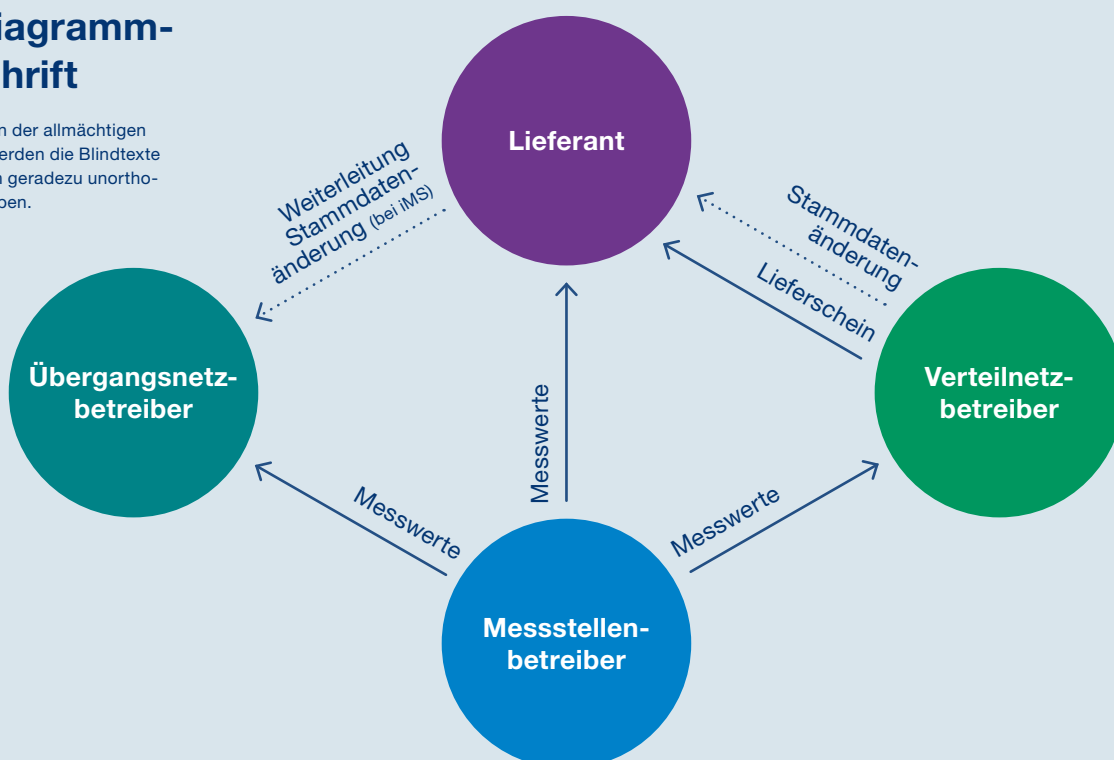 iagramm-
hrift
n der allmächtigen
erden die Blindtexte
n geradezu unortho-
ben.
Lieferant
Weiterleitung
Stammdaten-
änderung (bei iMS)
Stammdaten-
änderung
Lieferschein
Übergangsnetz-
betreiber
Verteilnetz-
betreiber
Messwerte
Messwerte
Messwerte
Messstellen-
betreiber